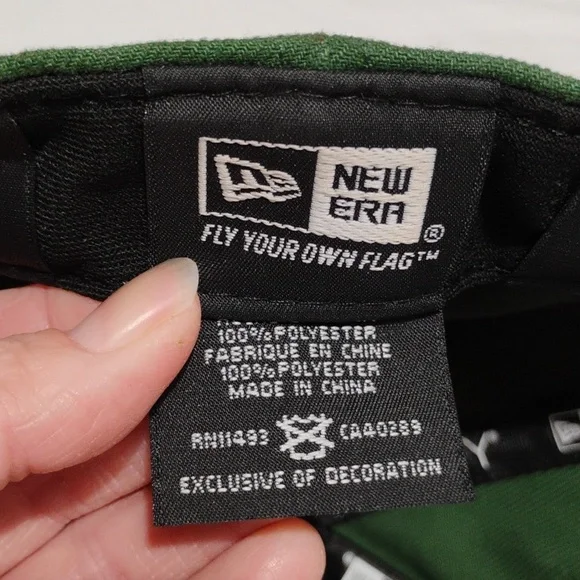 NEW
ERA®
FLY YOUR OWN FLAG™
100%POLYESTER
FABRIQUE EN CHINE
100%POLYESTER
MADE IN CHINA
RN11493 CA40289
EXCLUSIVE OF DECORATION
Y